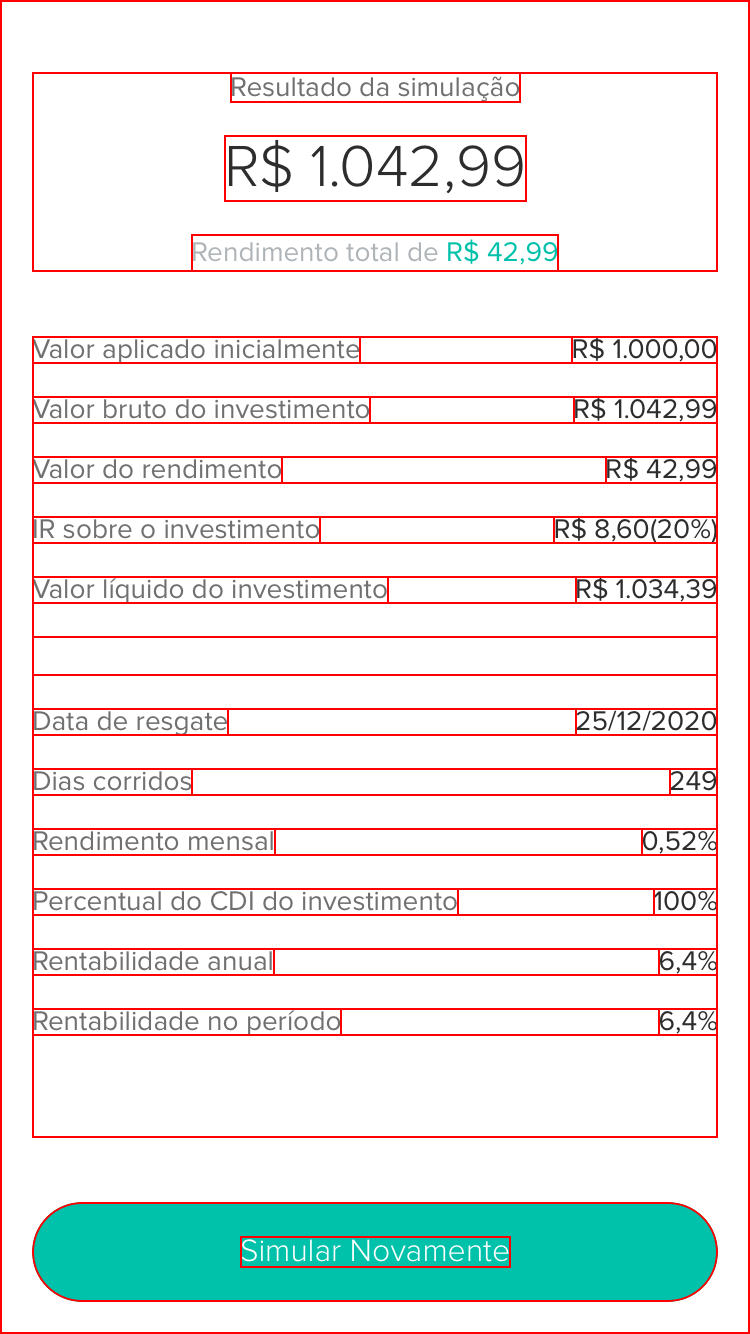 Resultado da simulação
R$ 1.042,99
Rendimento total de R$ 42,99
Valor aplicado inicialmente R$ 1.000,00
Valor bruto do investimento R$ 1.042,99
Valor do rendimento R$ 42,99
IR sobre o investimento R$ 8,60(20%)
Valor líquido do investimento R$ 1.034,39
Data de resgate 25/12/2020
Dias corridos 249
Rendimento mensal 0,52%
Percentual do CDI do investimento 100%
Rentabilidade anual 6,4%
Rentabilidade no período 6,4%
Simular Novamente